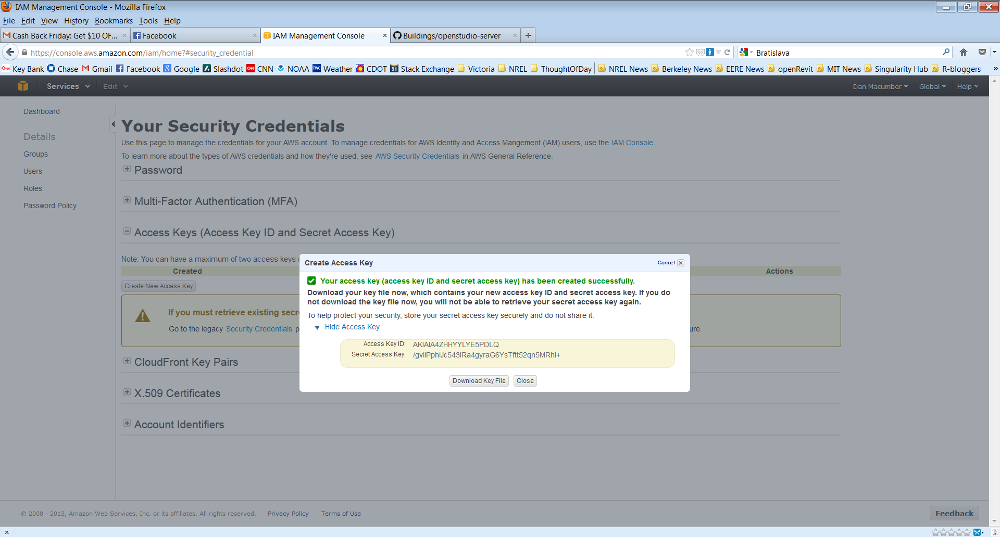 IAM Management Console - Mozilla Firefox
File Edit View History Bookmarks Tools Help
Cash Back Friday: Get $10 OF... Facebook IAM Management Console Buildings/openstudio-server
https://console.aws.amazon.com/iam/home?#security_credential Bratislava
Key Bank Chase Gmail Facebook Google Slashdot CNN NOAA Weather CDOT Stack Exchange Victoria NREL ThoughtOfDay NREL News Berkeley News EERE News openRevit MIT News Singularity Hub R-bloggers »
Services Edit Dan Macumber Global Help
Dashboard
Details
Groups
Users
Roles
Password Policy
Your Security Credentials
Use this page to manage the credentials for your AWS account. To manage credentials for AWS Identity and Access Mangement (IAM) users, use the IAM Console.
To learn more about the types of AWS credentials and how they're used, see AWS Security Credentials in AWS General Reference.
Password
Multi-Factor Authentication (MFA)
Access Keys (Access Key ID and Secret Access Key)
Note: You can have a maximum of two access keys (
Created Actions
Create New Access Key
If you must retrieve existing secre
Go to the legacy Security Credentials p ure.
Create Access Key Cancel
Your access key (access key ID and secret access key) has been created successfully.
Download your key file now, which contains your new access key ID and secret access key. If you do
not download the key file now, you will not be able to retrieve your secret access key again.
To help protect your security, store your secret access key securely and do not share it.
Hide Access Key
Access Key ID: AKIAIA4ZHHYYLYE5PDLQ
Secret Access Key:
Download Key File Close
CloudFront Key Pairs
X.509 Certificates
Account Identifiers
© 2008 - 2013, Amazon Web Services, Inc. or its affiliates. All rights reserved. Privacy Policy Terms of Use Feedback